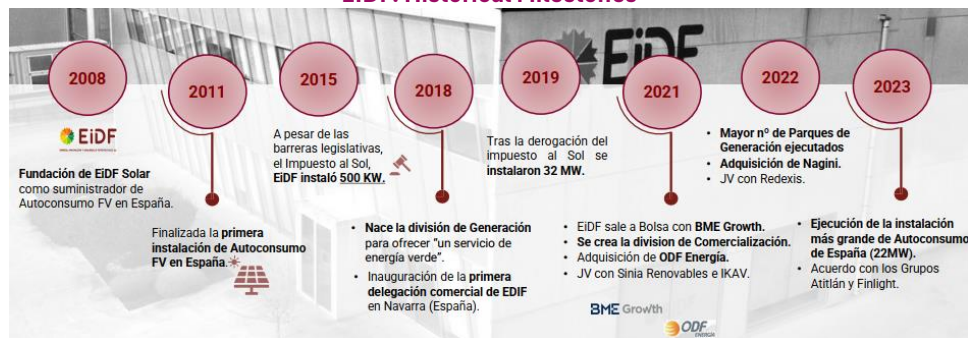 EiDF: Historical Milestones
EiDF
2008
EiDF
Fundación de EiDF Solar
como suministrador de
Autoconsumo FV en España.
2011
Finalizada la primera
instalación de Autoconsumo
FV en España.
2015
A pesar de las
barreras legislativas,
el Impuesto al Sol,
EiDF instaló 500 KW.
2018
• Nace la división de Generación
para ofrecer “un servicio de
energía verde”.
• Inauguración de la primera
delegación comercial de EDIF
en Navarra (España).
2019
Tras la derogación del
impuesto al Sol se
instalaron 32 MW.
2021
• EiDF sale a Bolsa con BME Growth.
• Se crea la division de Comercialización.
• Adquisición de ODF Energía.
• JV con Sinia Renovables e IKAV.
BME Growth
ODF
ENERGÍA
2022
• Mayor nº de Parques de
Generación ejecutados
• Adquisición de Nagini.
• JV con Redexis.
2023
• Ejecución de la instalación
más grande de Autoconsumo
de España (22MW).
• Acuerdo con los Grupos
Atitlán y Finlight.